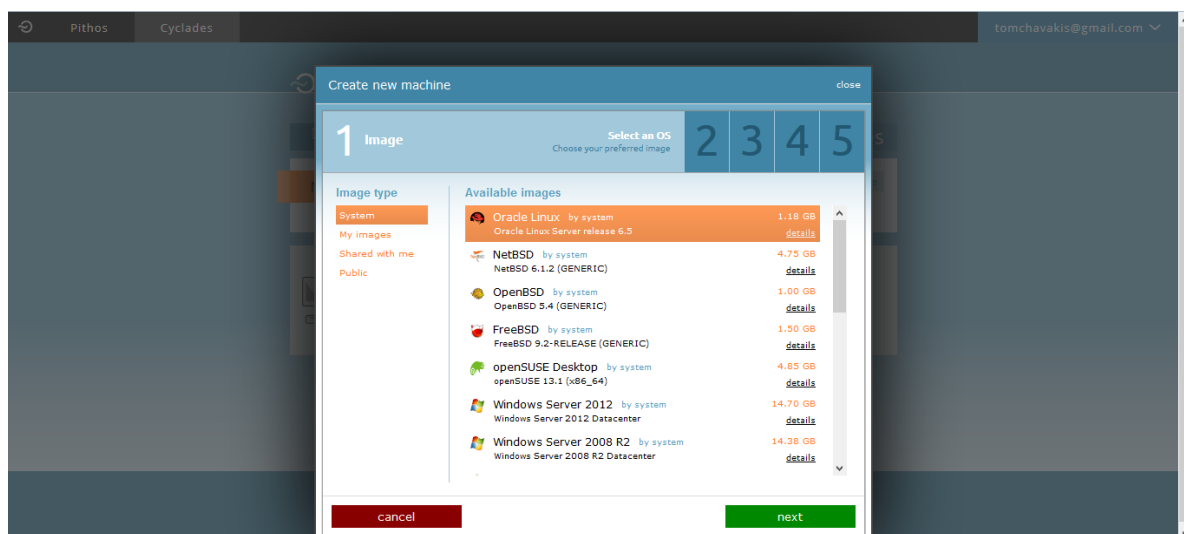 Pithos Cyclades tomchavakis@gmail.com
Create new machine close
1 Image Select an OS 2 3 4 5
Choose your preferred image
Image type Available images
System
My images
Shared with me
Public
Oracle Linux by system 1.18 GB
Oracle Linux Server release 6.5 details
NetBSD by system 4.75 GB
NetBSD 6.1.2 (GENERIC) details
OpenBSD by system 1.00 GB
OpenBSD 5.4 (GENERIC) details
FreeBSD by system 1.50 GB
FreeBSD 9.2-RELEASE (GENERIC) details
openSUSE Desktop by system 4.85 GB
openSUSE 13.1 (x86_64) details
Windows Server 2012 by system 14.70 GB
Windows Server 2012 Datacenter details
Windows Server 2008 R2 by system 14.38 GB
Windows Server 2008 R2 Datacenter details
cancel next